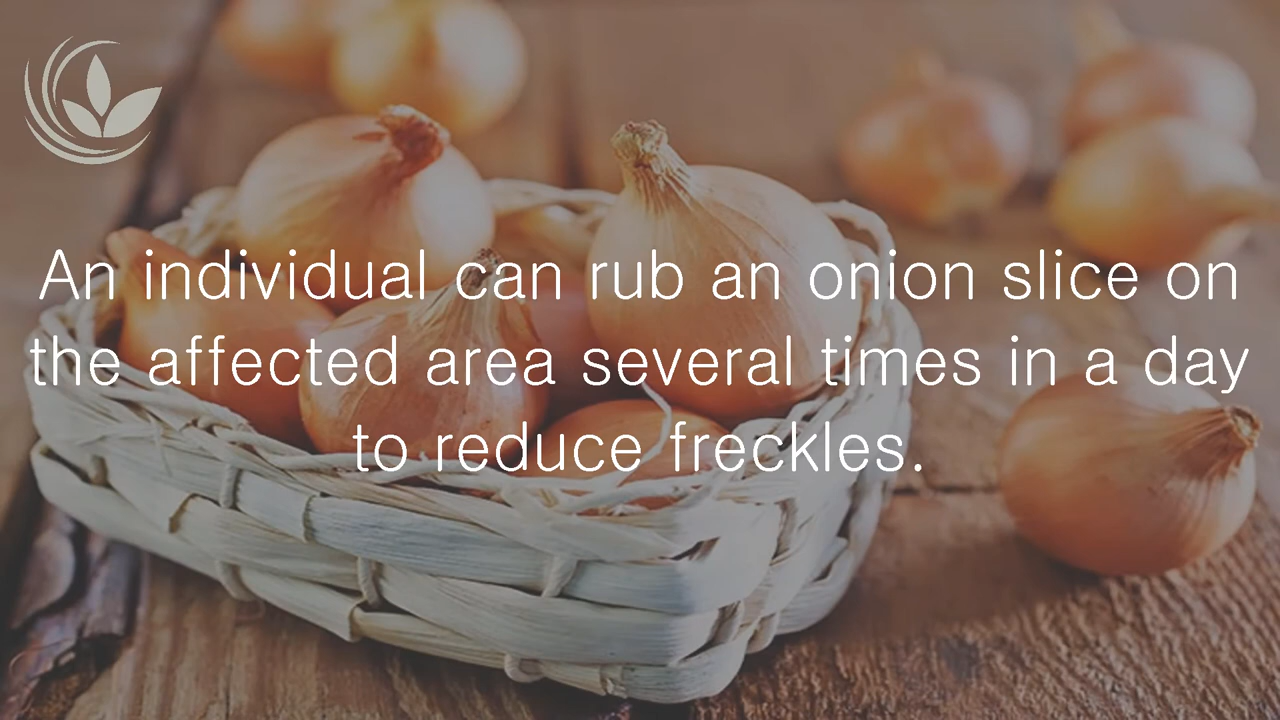 An individual can rub an onion slice on
the affected area several times in a day
to reduce freckles.